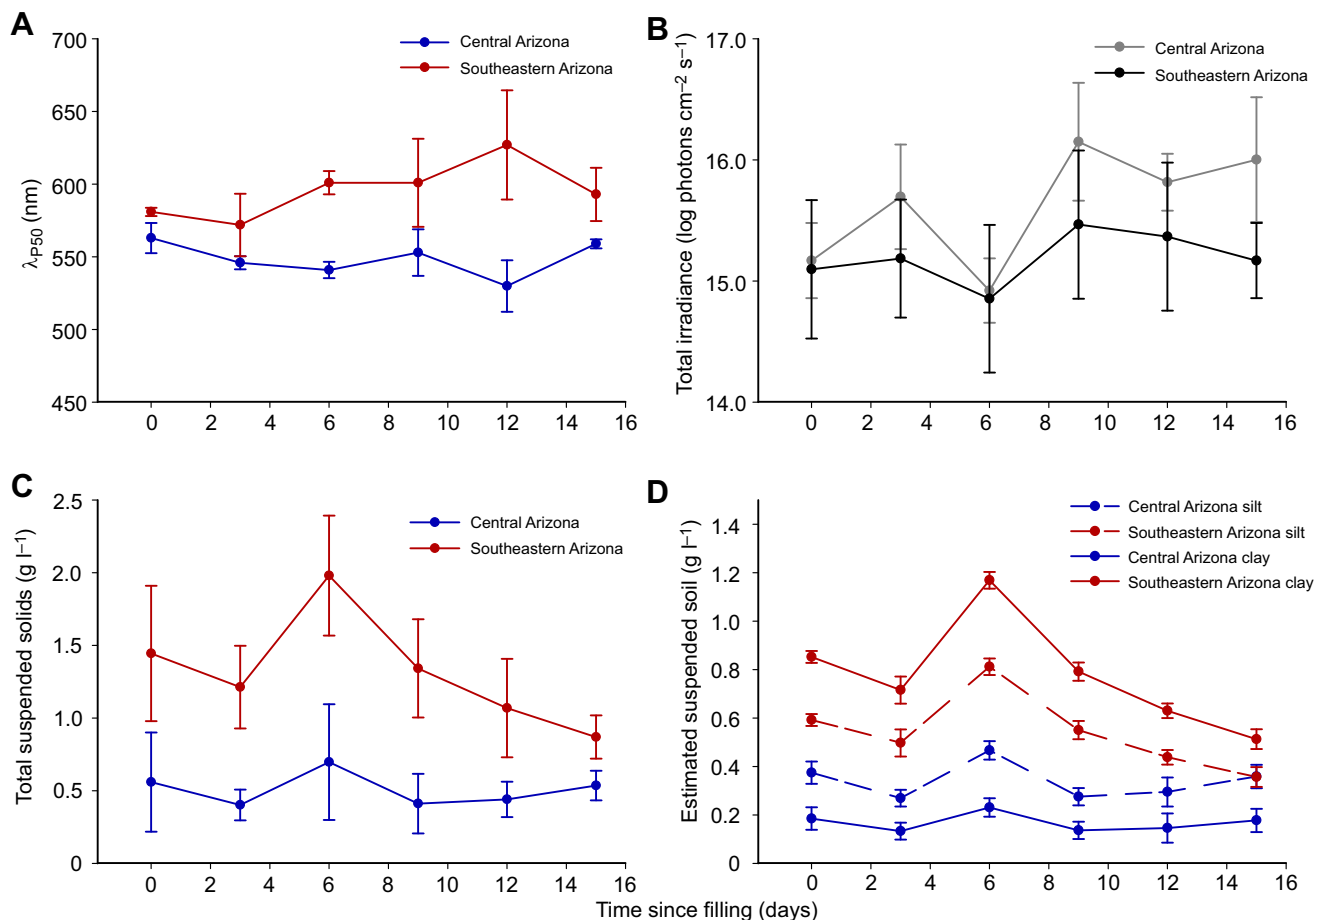 A
700
650
600
550
500
450
λP50 (nm)
Central Arizona
Southeastern Arizona
0 2 4 6 8 10 12 14 16
B
17.0
16.0
15.0
14.0
Total irradiance (log photons cm–2 s–1)
Central Arizona
Southeastern Arizona
0 2 4 6 8 10 12 14 16
C
2.5
2.0
1.5
1.0
0.5
0
Total suspended solids (g l–1)
Central Arizona
Southeastern Arizona
0 2 4 6 8 10 12 14 16
D
1.4
1.2
1.0
0.8
0.6
0.4
0.2
0
Estimated suspended soil (g l–1)
Central Arizona silt
Southeastern Arizona silt
Central Arizona clay
Southeastern Arizona clay
0 2 4 6 8 10 12 14 16
Time since filling (days)